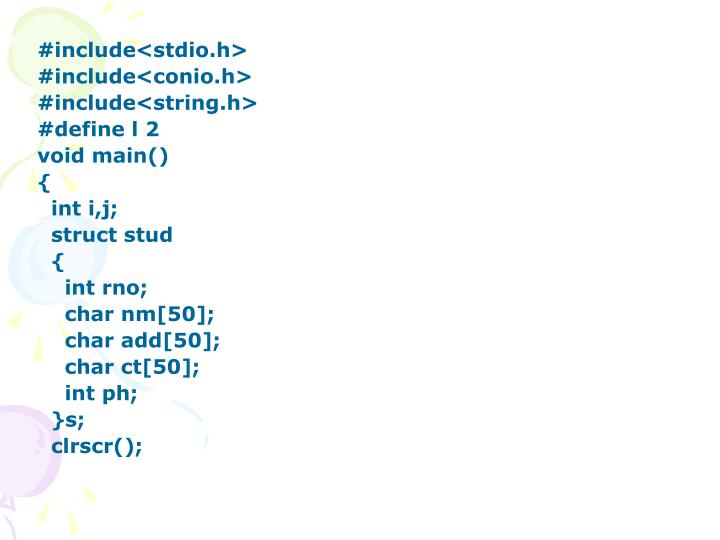 #include<stdio.h>
#include<conio.h>
#include<string.h>
#define l 2
void main()
{
int i,j;
struct stud
{
int rno;
char nm[50];
char add[50];
char ct[50];
int ph;
}s;
clrscr();